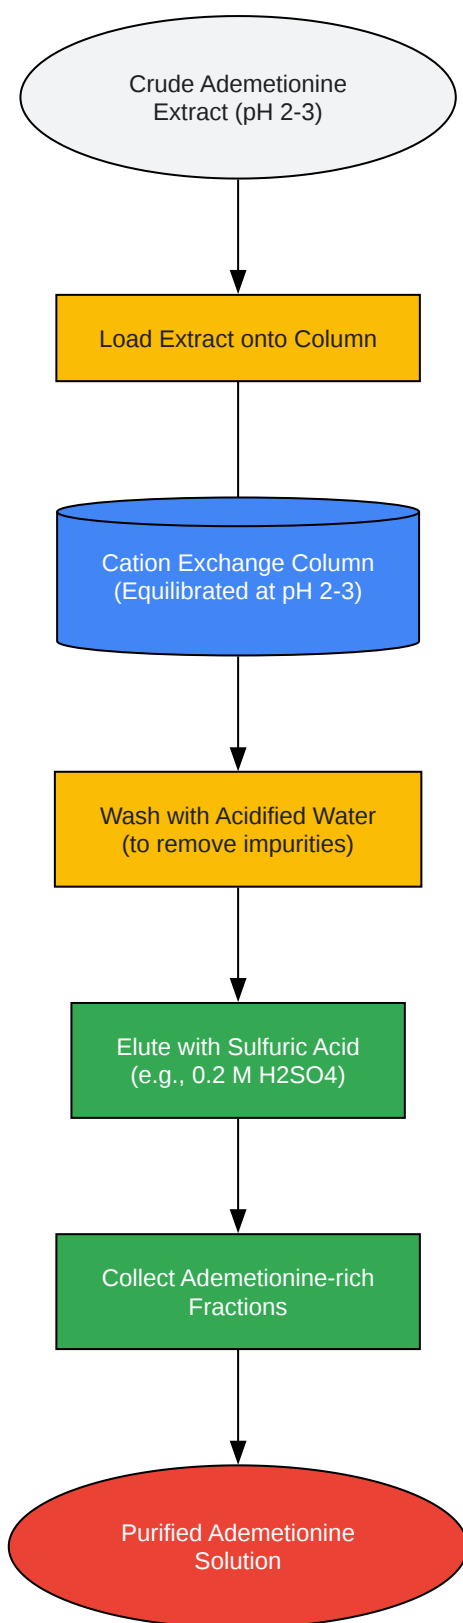 Crude Ademetionine
Extract (pH 2-3)
Load Extract onto Column
Cation Exchange Column
(Equilibrated at pH 2-3)
Wash with Acidified Water
(to remove impurities)
Elute with Sulfuric Acid
(e.g., 0.2 M H2SO4)
Collect Ademetionine-rich
Fractions
Purified Ademetionine
Solution